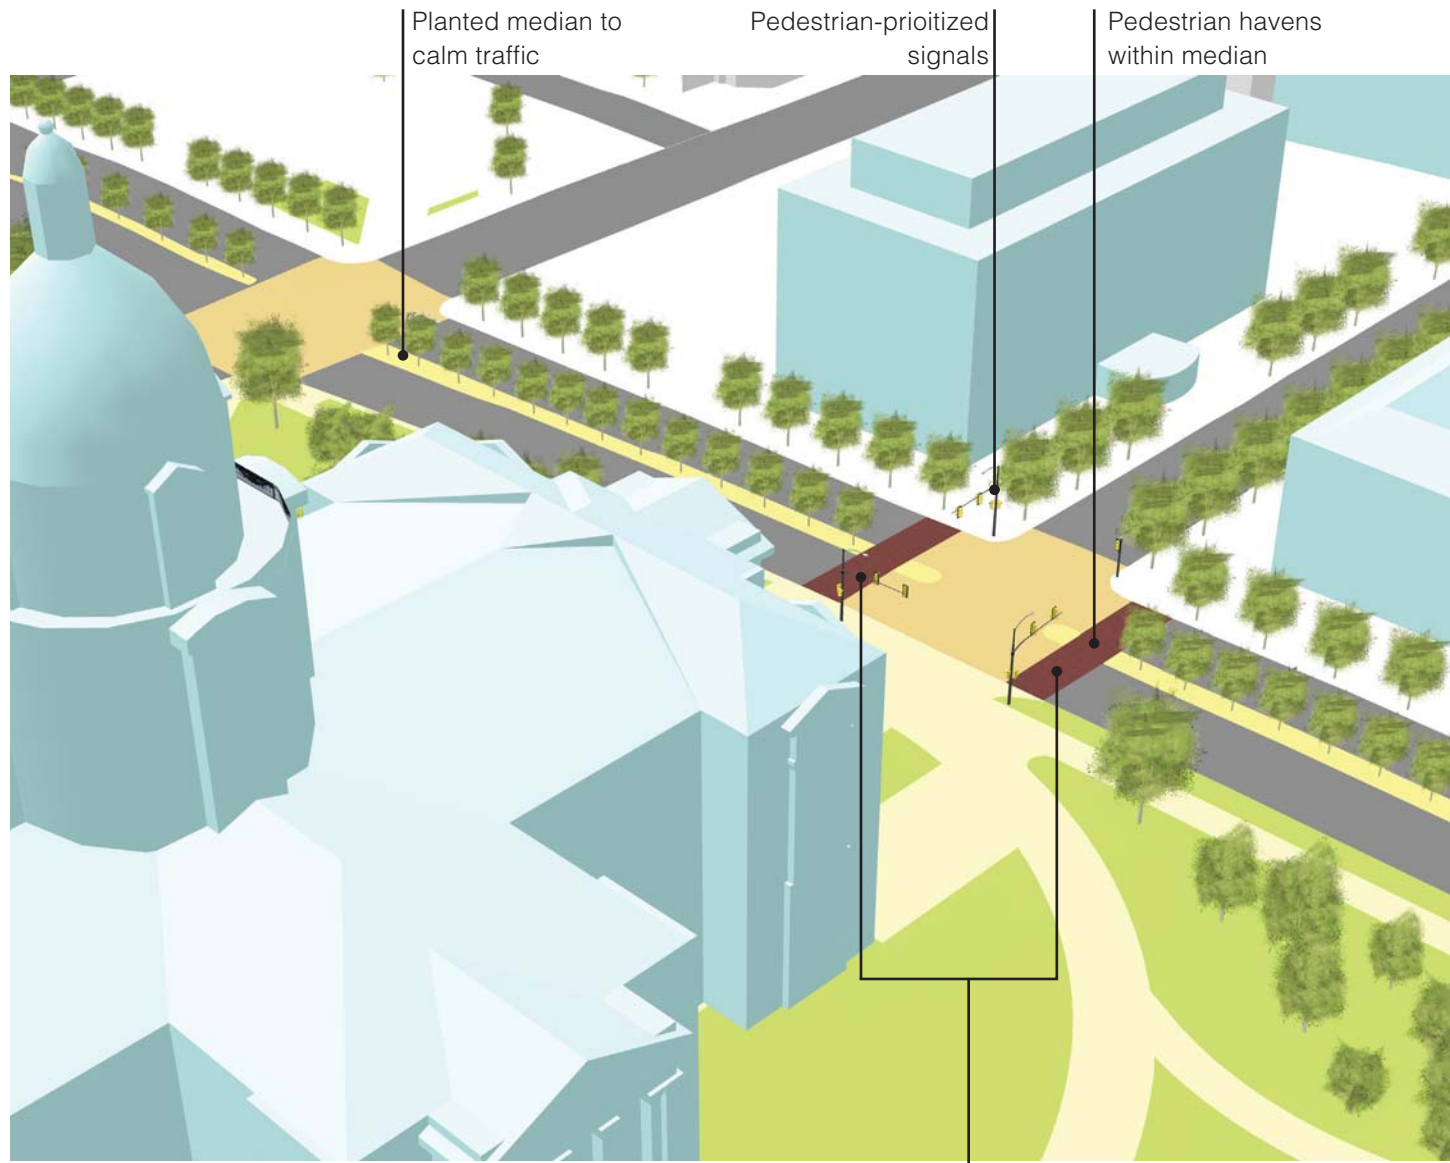 Planted median to
calm traffic
Pedestrian-prioitized
signals
Pedestrian havens
within median